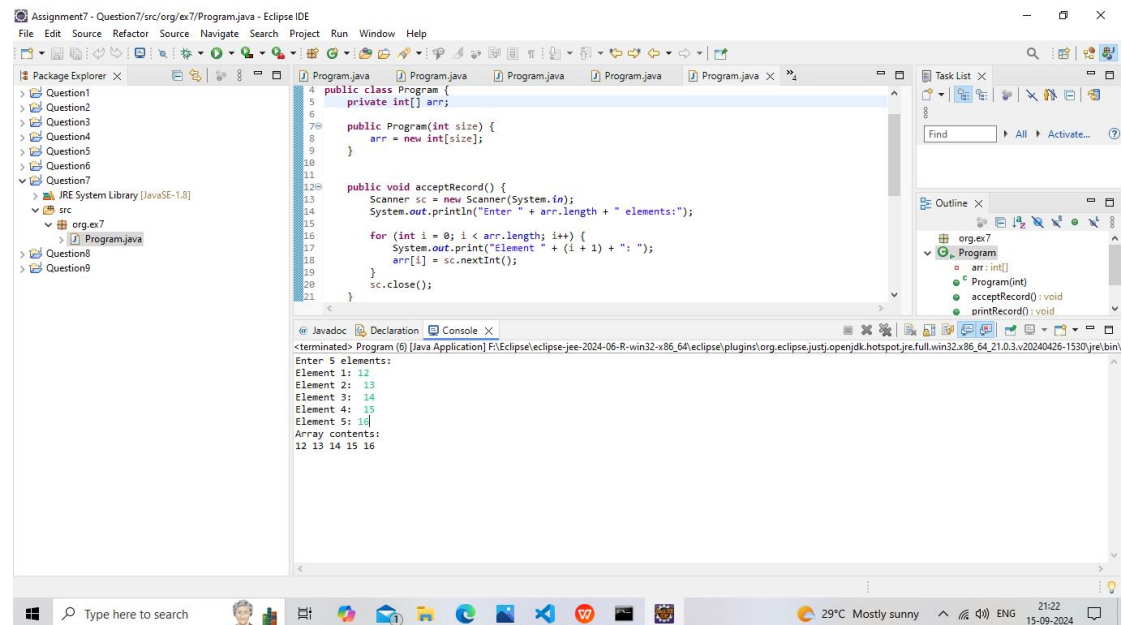 Assignment7 - Question7/src/org/ex7/Program.java - Eclipse IDE
File Edit Source Refactor Source Navigate Search Project Run Window Help
Package Explorer
Question1
Question2
Question3
Question4
Question5
Question6
Question7
JRE System Library [JavaSE-1.8]
src
org.ex7
Program.java
Question8
Question9
Program.java Program.java Program.java Program.java Program.java »4
4 public class Program {
5 private int[] arr;
6
7 public Program(int size) {
8 arr = new int[size];
9 }
10
11
12 public void acceptRecord() {
13 Scanner sc = new Scanner(System.in);
14 System.out.println("Enter " + arr.length + " elements:");
15
16 for (int i = 0; i < arr.length; i++) {
17 System.out.print("Element " + (i + 1) + ": ");
18 arr[i] = sc.nextInt();
19 }
20 sc.close();
21 }
Task List
Find All Activate...
Outline
org.ex7
Program
arr : int[]
Program(int)
acceptRecord() : void
printRecord() : void
Javadoc Declaration Console
<terminated> Program (6) [Java Application] F:\Eclipse\eclipse-jee-2024-06-R-win32-x86_64\eclipse\plugins\org.eclipse.justj.openjdk.hotspot.jre.full.win32.x86_64_21.0.3.v20240426-1530\jre\bin\
Enter 5 elements:
Element 1: 12
Element 2:  13
Element 3:  14
Element 4:  15
Element 5: 16
Array contents:
12 13 14 15 16
Type here to search
29°C Mostly sunny
ENG
21:22
15-09-2024